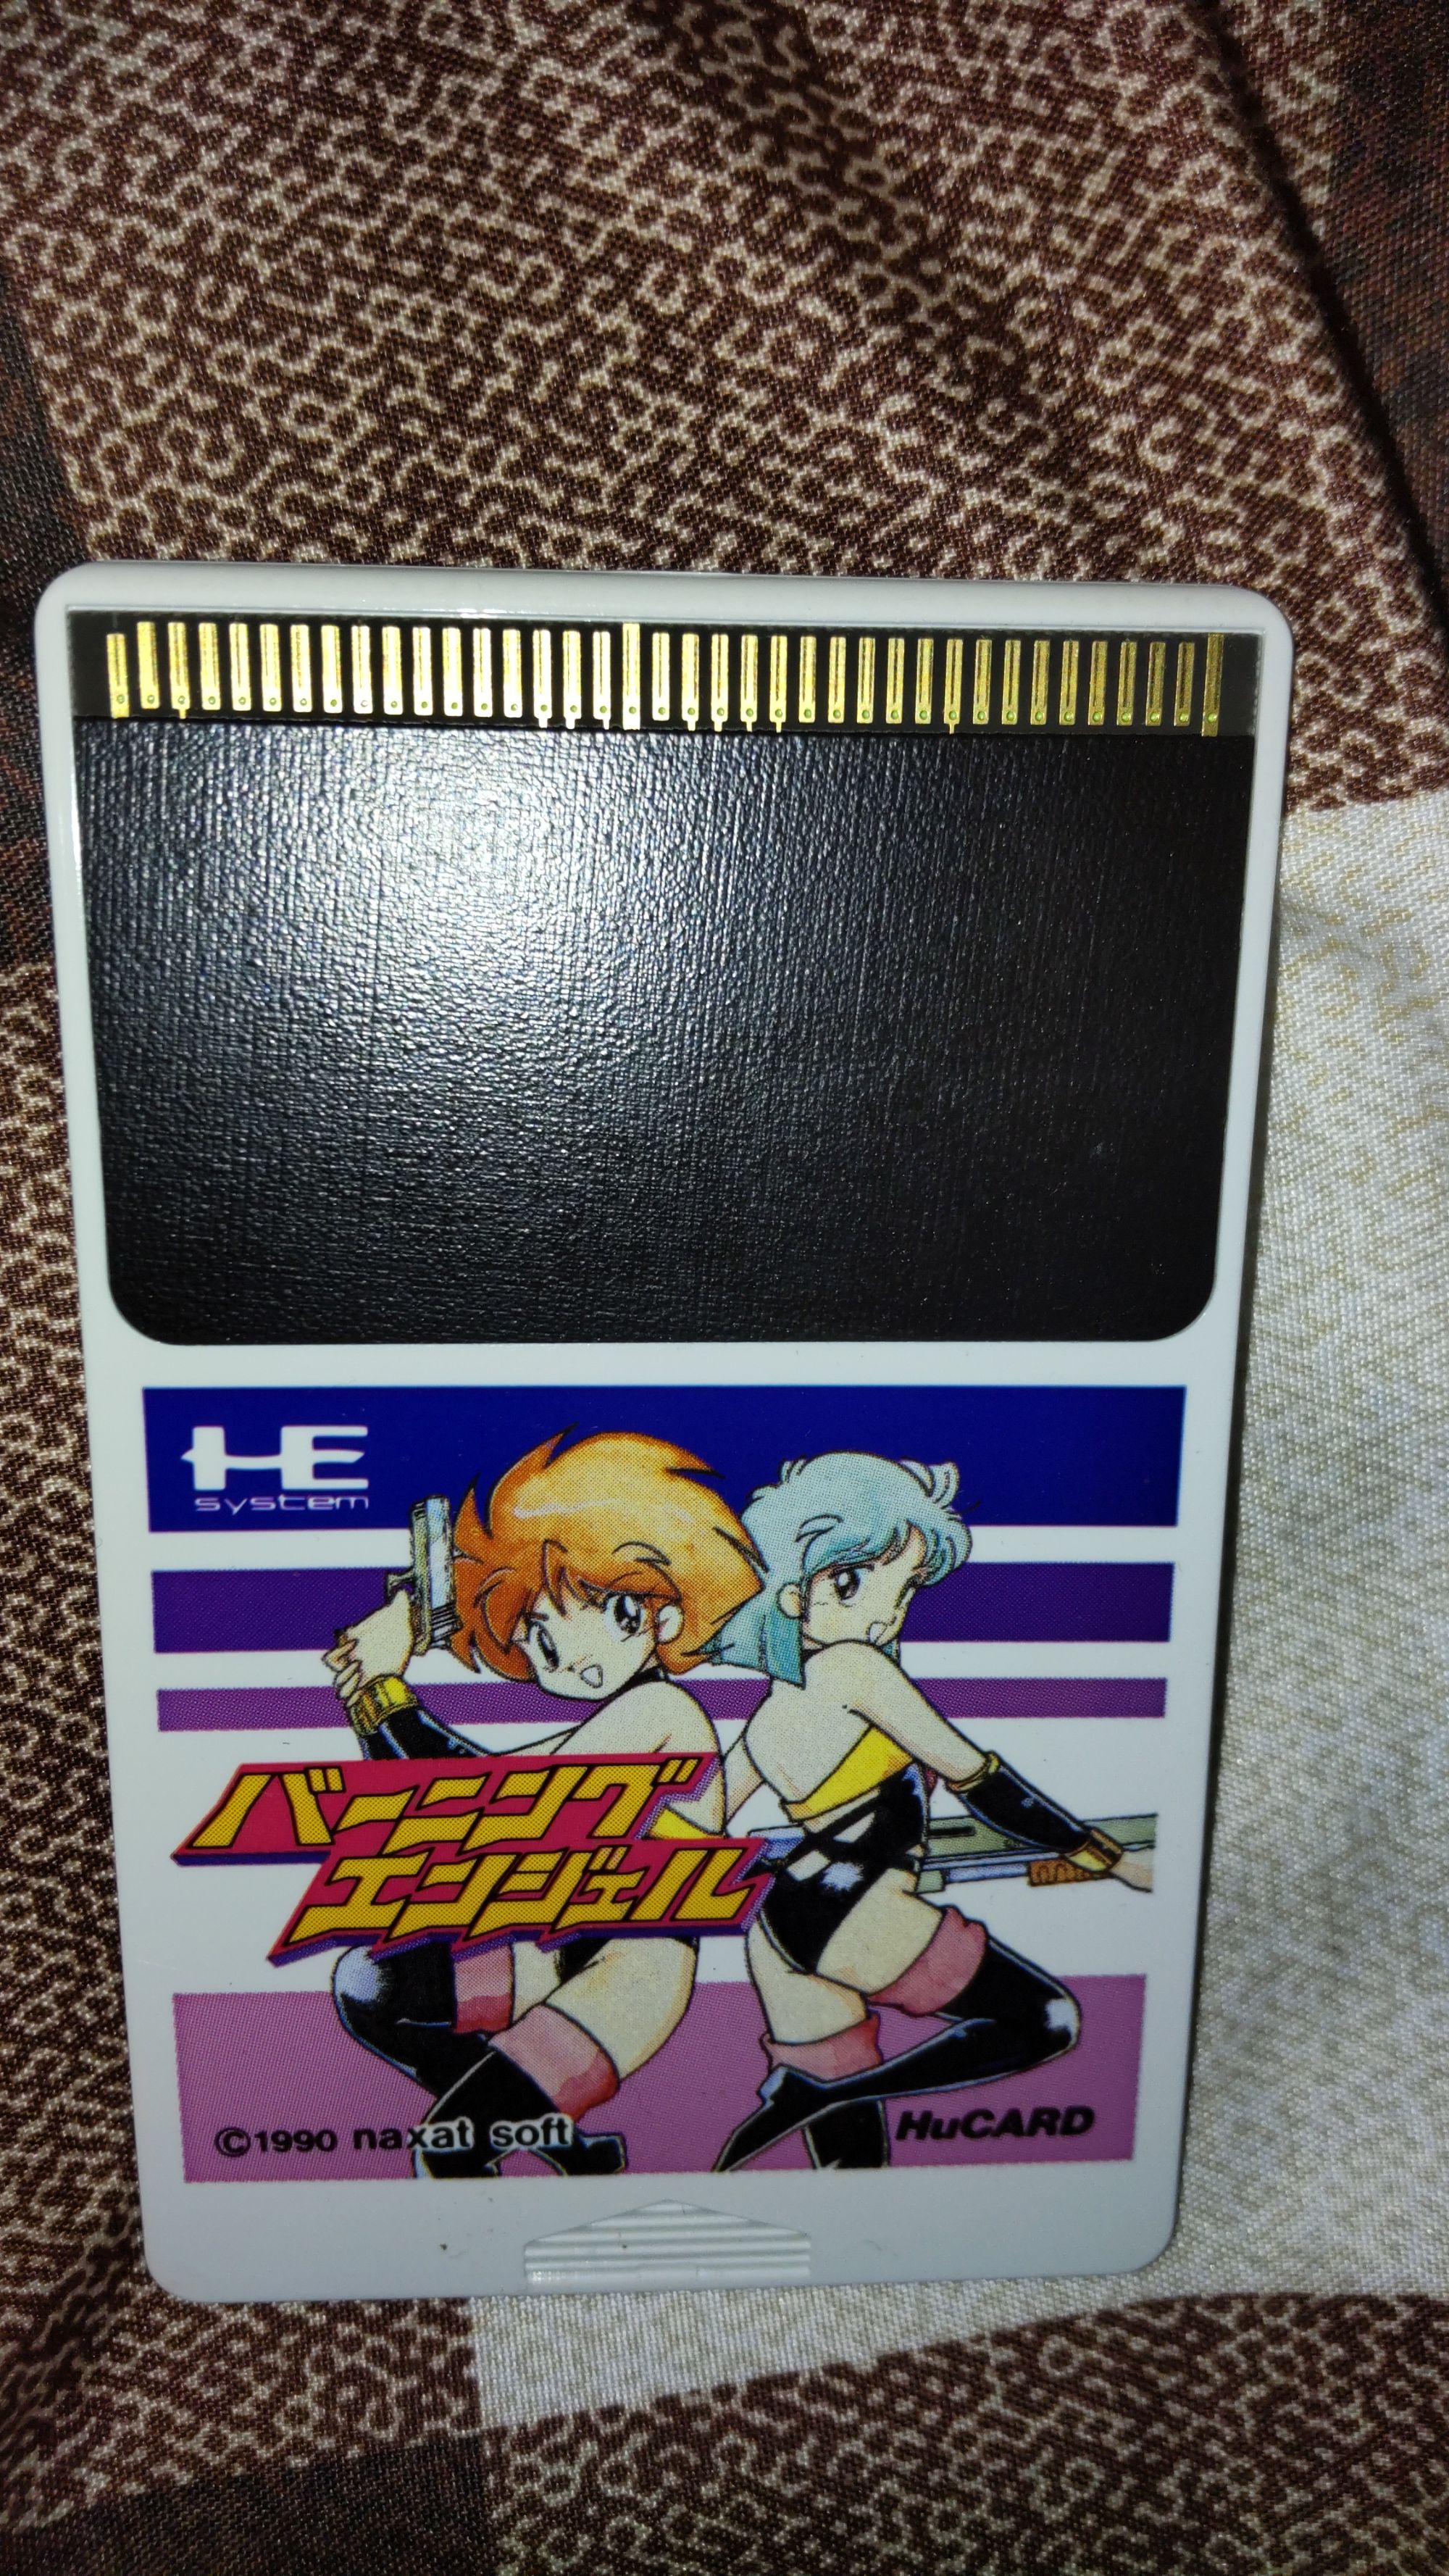 HE
system
バーニング
エンジェル
©1990 naxat soft
HuCARD